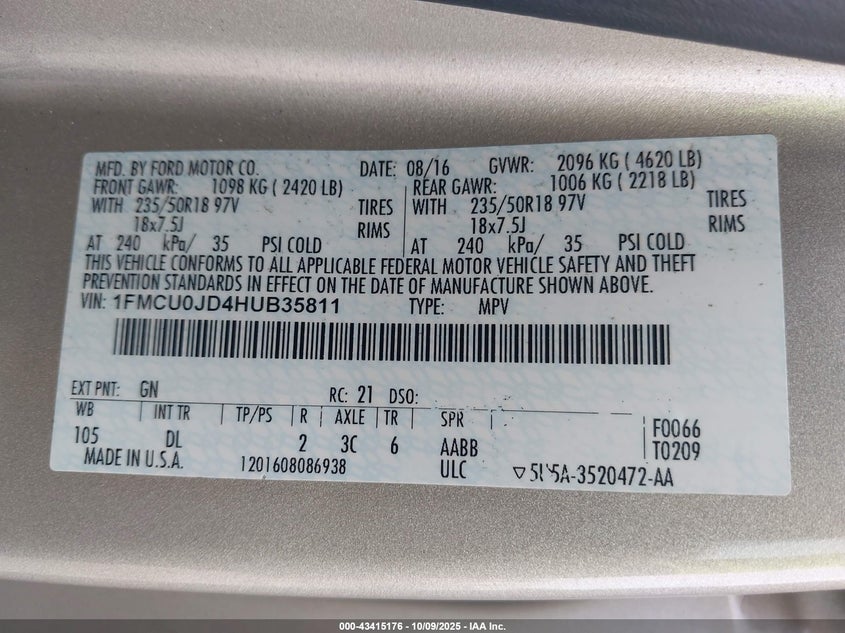 MFD. BY FORD MOTOR CO. DATE: 08/16 GVWR: 2096 KG ( 4620 LB)
FRONT GAWR: 1098 KG ( 2420 LB) REAR GAWR: 1006 KG ( 2218 LB)
WITH 235/50R18 97V TIRES WITH 235/50R18 97V TIRES
18x7.5J RIMS 18x7.5J RIMS
AT 240 kPa/ 35 PSI COLD AT 240 kPa/ 35 PSI COLD
THIS VEHICLE CONFORMS TO ALL APPLICABLE FEDERAL MOTOR VEHICLE SAFETY AND THEFT
PREVENTION STANDARDS IN EFFECT ON THE DATE OF MANUFACTURE SHOWN ABOVE.
VIN: 1FMCU0JD4HUB35811 TYPE: MPV
EXT PNT: GN RC: 21 DSO:
WB INT TR TP/PS R AXLE TR SPR F0066
105 DL 2 3C 6 AABB T0209
MADE IN U.S.A. 1201608086938 ULC
000-43415176 - 10/09/2025 - IAA Inc.